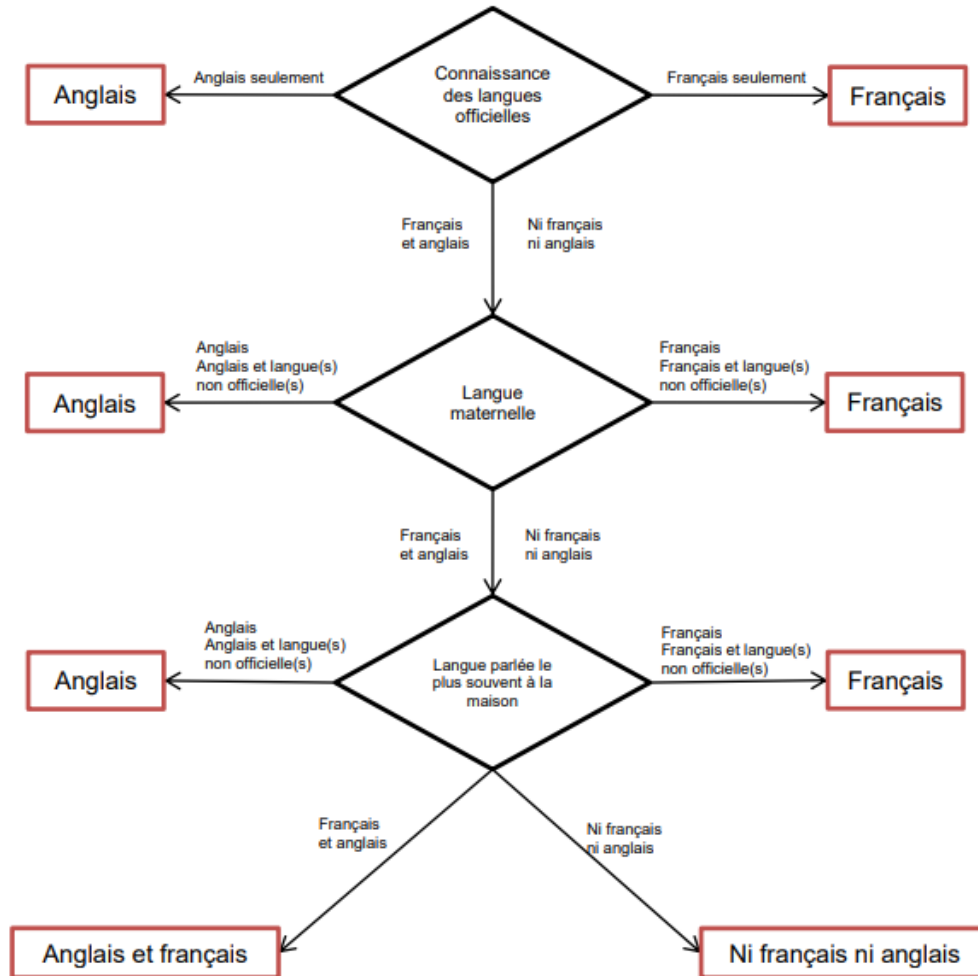 Connaissance
des langues
officielles
Anglais seulement
Français seulement
Anglais
Français
Français
et anglais
Ni français
ni anglais
Anglais
Anglais et langue(s)
non officielle(s)
Français
Français et langue(s)
non officielle(s)
Langue
maternelle
Anglais
Français
Français
et anglais
Ni français
ni anglais
Anglais
Anglais et langue(s)
non officielle(s)
Français
Français et langue(s)
non officielle(s)
Langue parlée le
plus souvent à la
maison
Anglais
Français
Français
et anglais
Ni français
ni anglais
Anglais et français
Ni français ni anglais